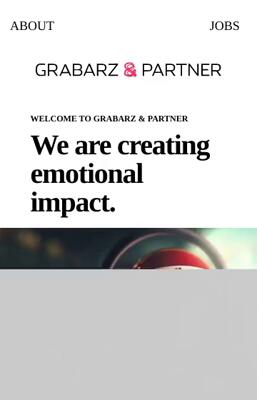 ABOUT JOBS
GRABARZ & PARTNER
WELCOME TO GRABARZ & PARTNER
We are creating
emotional
impact.